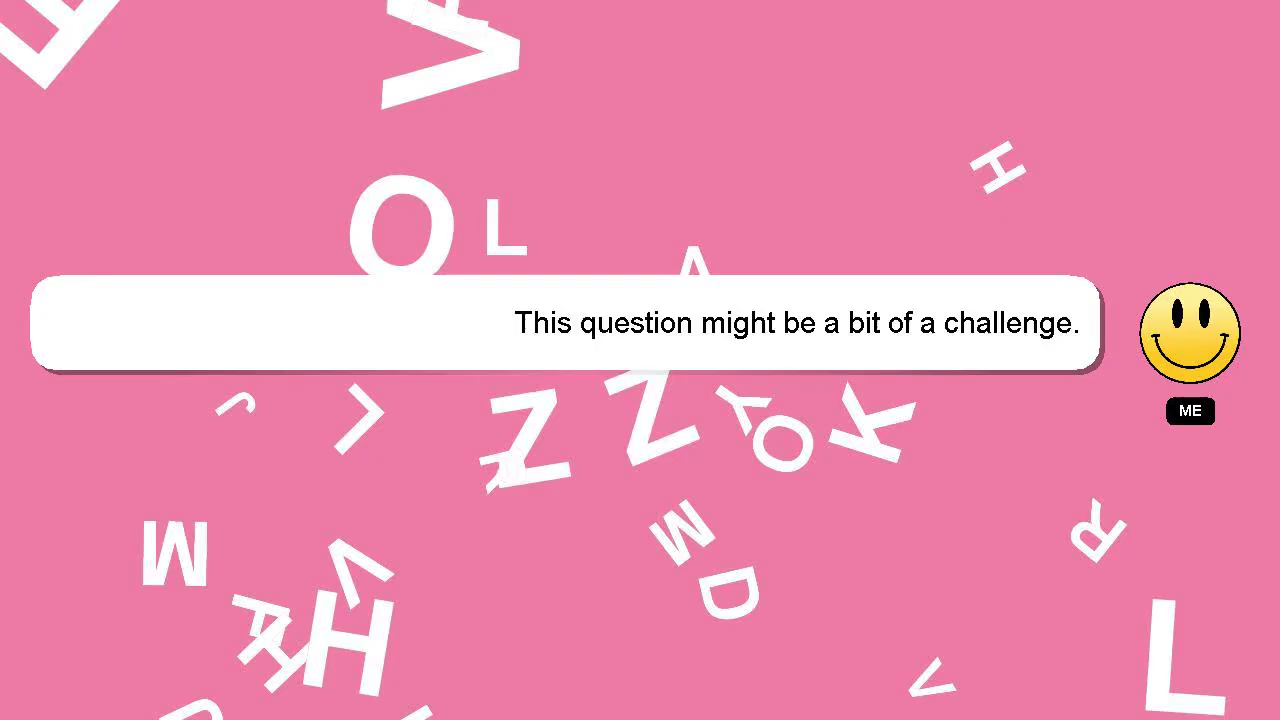 V
H
O
L
This question might be a bit of a challenge.
ME
J
L
Z
Z
Y
O
K
M
V
M
R
D
H
L
V